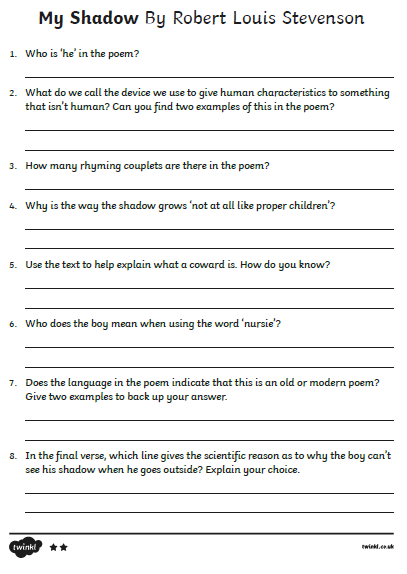 My Shadow By Robert Louis Stevenson
1. Who is ‘he’ in the poem?
2. What do we call the device we use to give human characteristics to something
that isn’t human? Can you find two examples of this in the poem?
3. How many rhyming couplets are there in the poem?
4. Why is the way the shadow grows ‘not at all like proper children’?
5. Use the text to help explain what a coward is. How do you know?
6. Who does the boy mean when using the word ‘nursie’?
7. Does the language in the poem indicate that this is an old or modern poem?
Give two examples to back up your answer.
8. In the final verse, which line gives the scientific reason as to why the boy can’t
see his shadow when he goes outside? Explain your choice.
twinkl
twinkl.co.uk